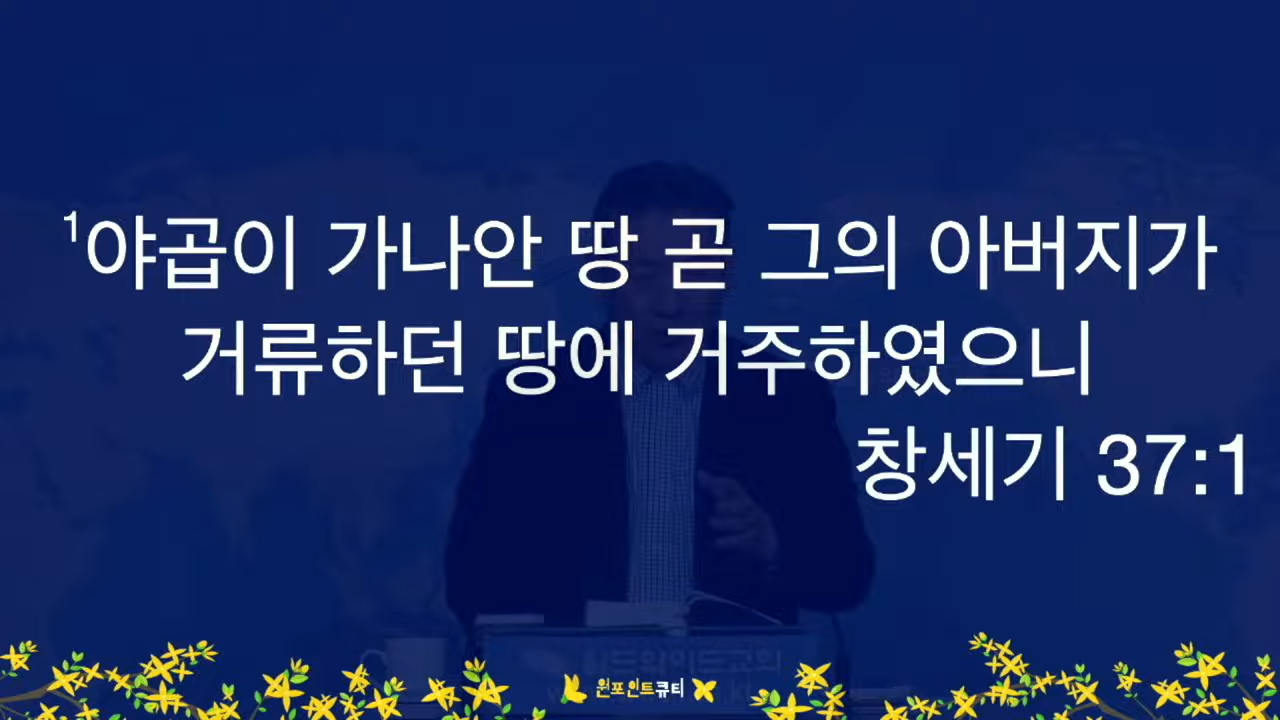 ¹야곱이 가나안 땅 곧 그의 아버지가
거류하던 땅에 거주하였으니
창세기 37:1
원포인트큐티